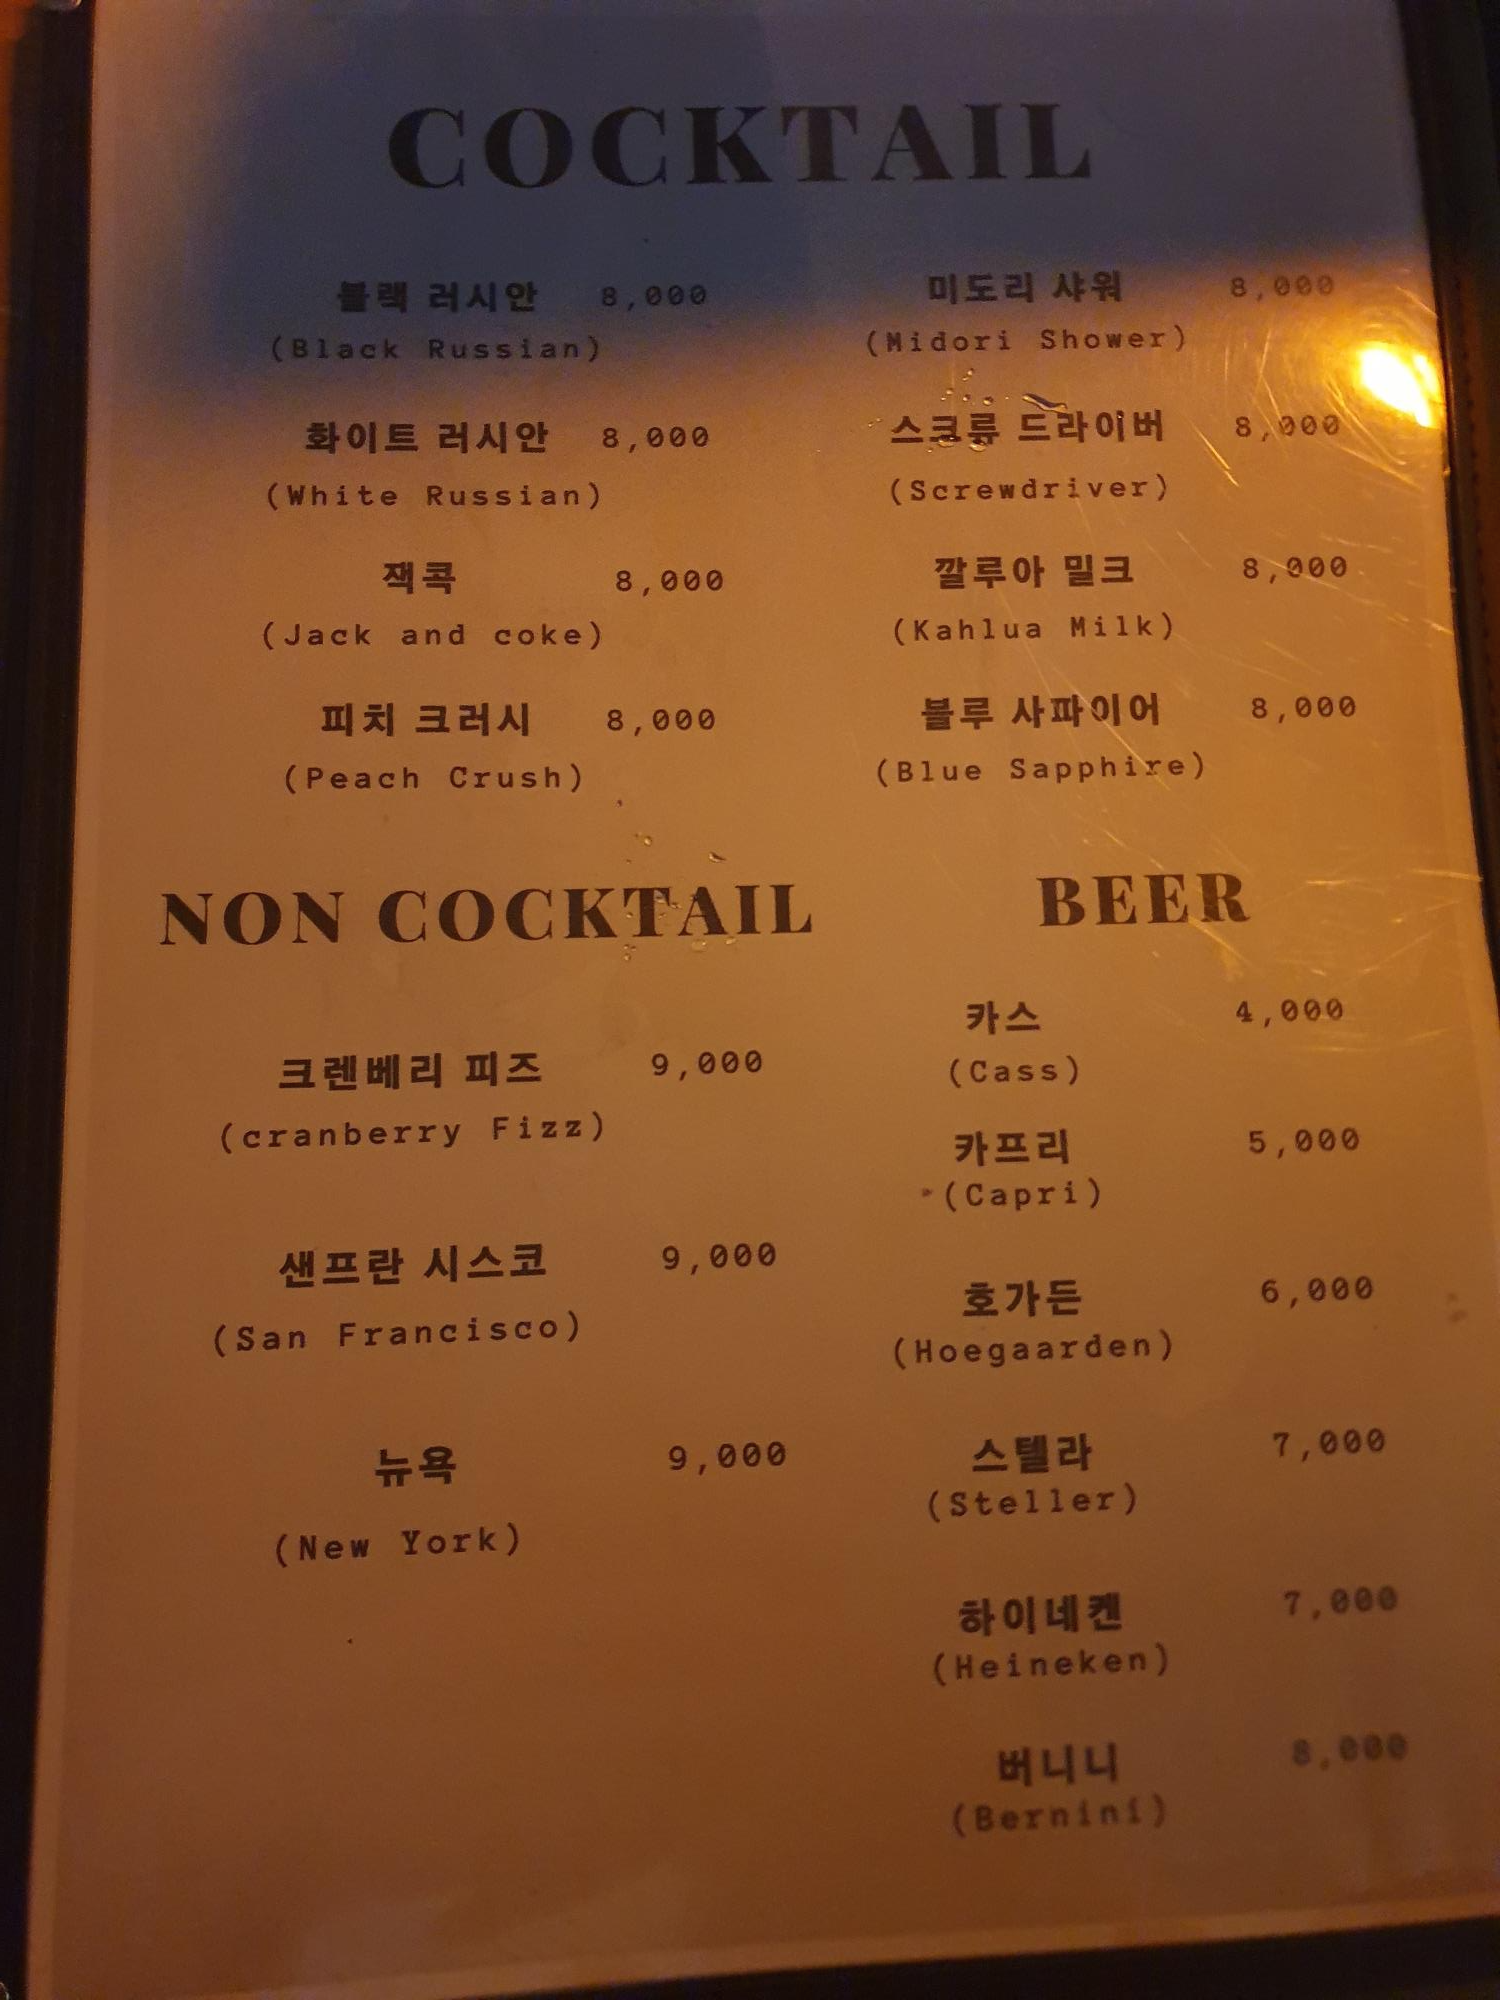 COCKTAIL
블랙 러시안 8,000
(Black Russian)
화이트 러시안 8,000
(White Russian)
잭콕 8,000
(Jack and coke)
피치 크러시 8,000
(Peach Crush)
미도리 샤워 8,000
(Midori Shower)
스크류 드라이버 8,000
(Screwdriver)
깔루아 밀크 8,000
(Kahlua Milk)
블루 사파이어 8,000
(Blue Sapphire)
NON COCKTAIL
크렌베리 피즈 9,000
(cranberry Fizz)
샌프란 시스코 9,000
(San Francisco)
뉴욕 9,000
(New York)
BEER
카스 4,000
(Cass)
카프리 5,000
(Capri)
호가든 6,000
(Hoegaarden)
스텔라 7,000
(Steller)
하이네켄 7,000
(Heineken)
버니니 8,000
(Bernini)